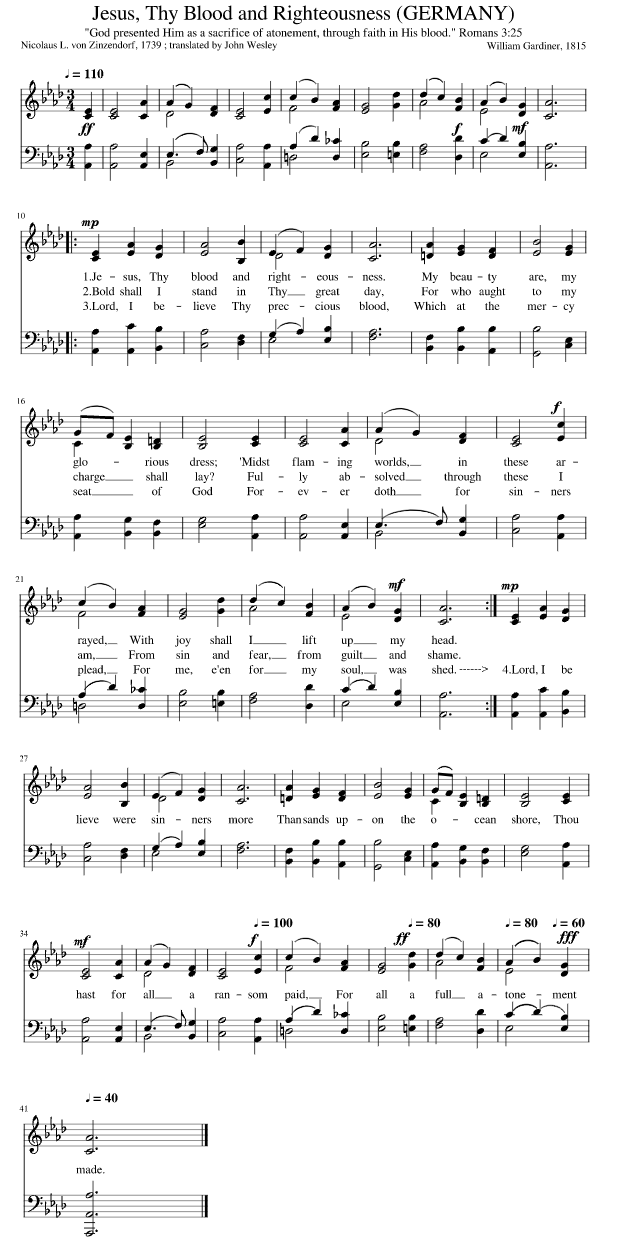 Jesus, Thy Blood and Righteousness (GERMANY)
"God presented Him as a sacrifice of atonement, through faith in His blood." Romans 3:25
Nicolaus L. von Zinzendorf, 1739 ; translated by John Wesley
William Gardiner, 1815
♩ = 110
ff f mf
10
mp
1.Je - sus, Thy blood and right - eous - ness. My beau - ty are, my
2.Bold shall I stand in Thy great day, For who aught to my
3.Lord, I be - lieve Thy prec - cious blood, Which at the mer - cy
16
f
glo - rious dress; 'Midst flam - ing worlds, in these ar -
charge shall lay? Ful - ly ab - solved through these I
seat of God For - ev - er doth for sin - ners
21
mf mp
rayed, With joy shall I lift up my head.
am, From sin and fear, from guilt and shame.
plead, For me, e'en for my soul, was shed. ------> 4.Lord, I be
27
lieve were sin - ners more Than sands up - on the o - cean shore, Thou
34
mf f ♩ = 100 ff ♩ = 80 ♩ = 80 ♩ = 60 fff
hast for all a ran - som paid, For all a full a - tone - ment
41
♩ = 40
made.